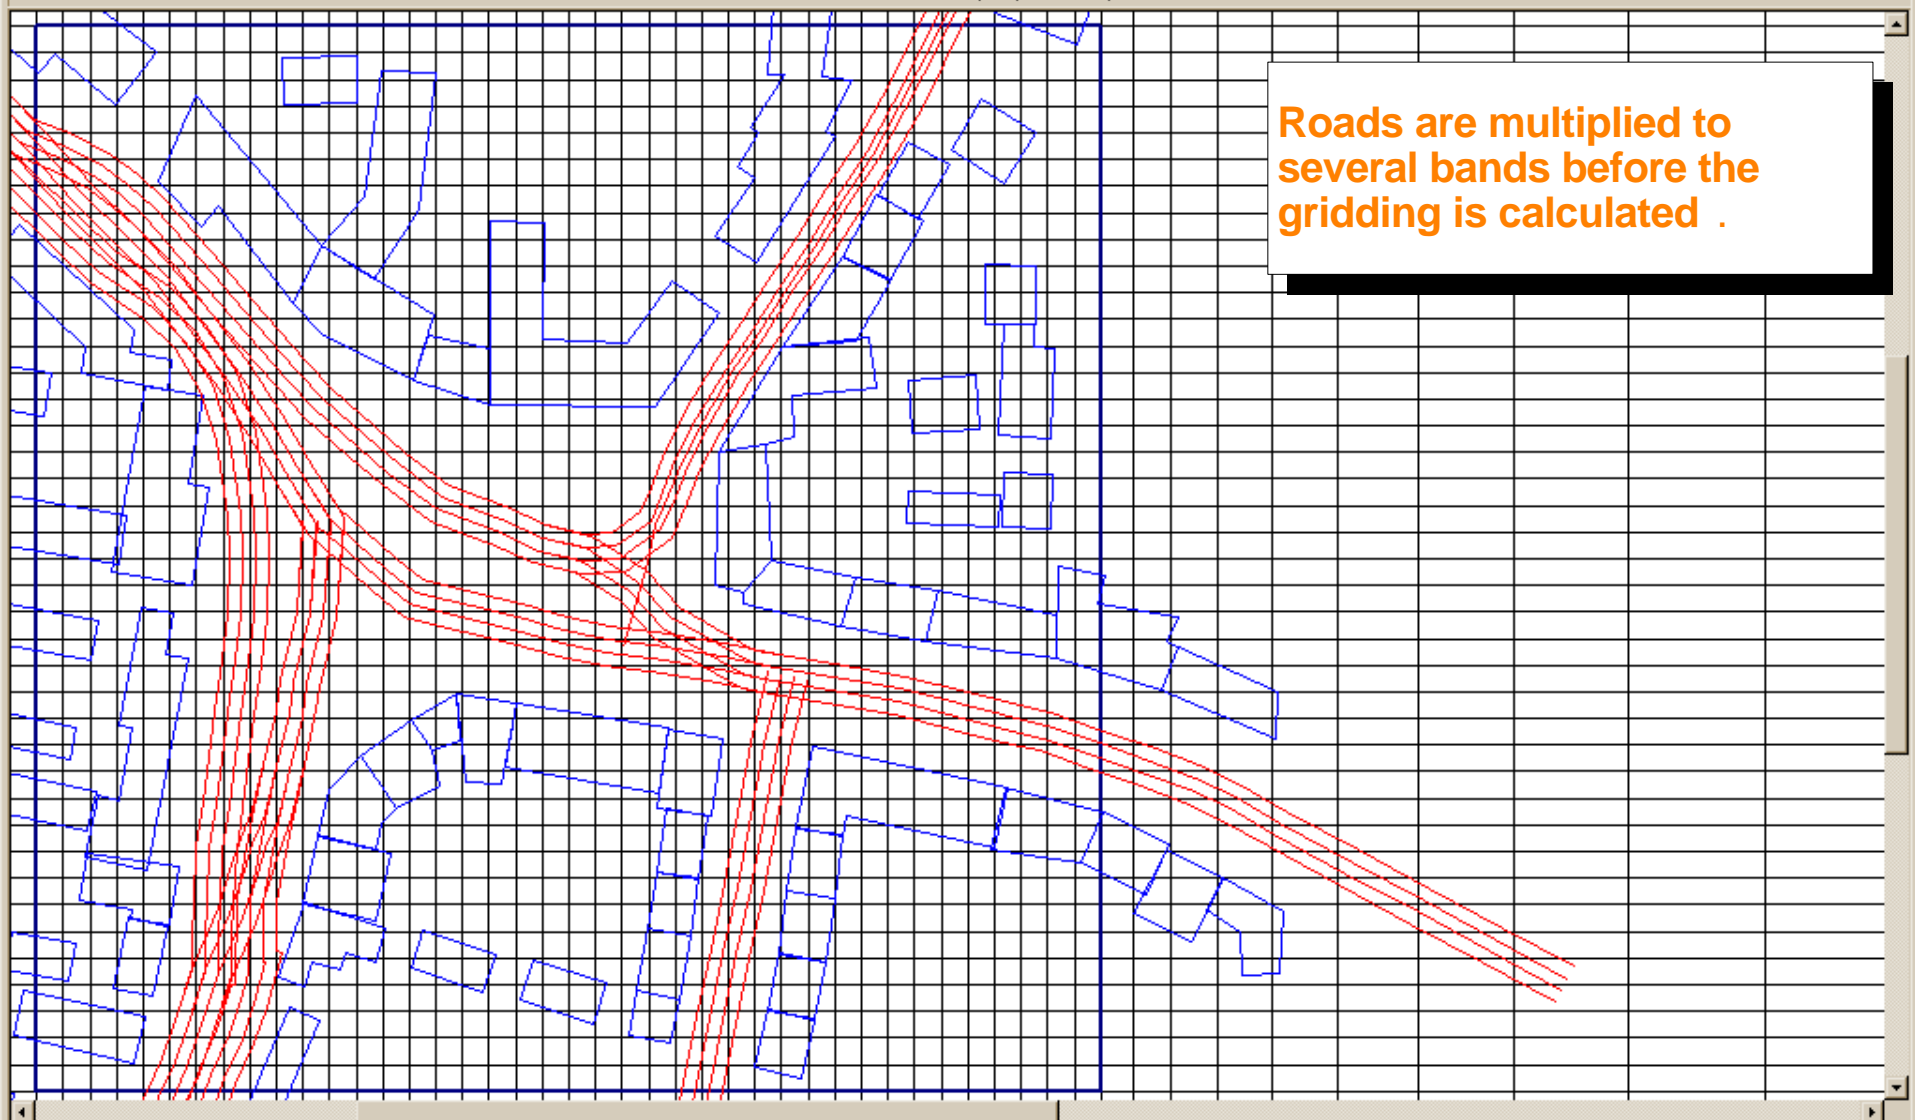 Roads are multiplied to
several bands before the
gridding is calculated .